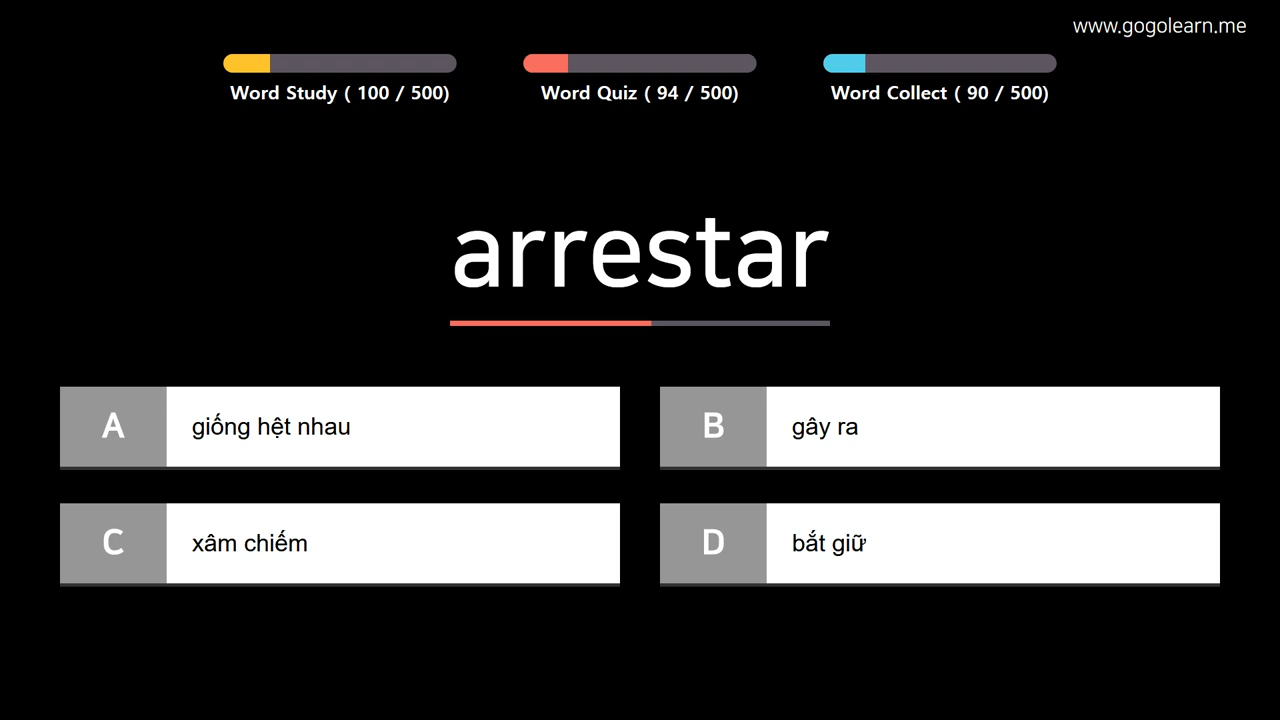 www.gogolearn.me
Word Study ( 100 / 500)
Word Quiz ( 94 / 500)
Word Collect ( 90 / 500)
arrestar
A giống hệt nhau
B gây ra
C xâm chiếm
D bắt giữ